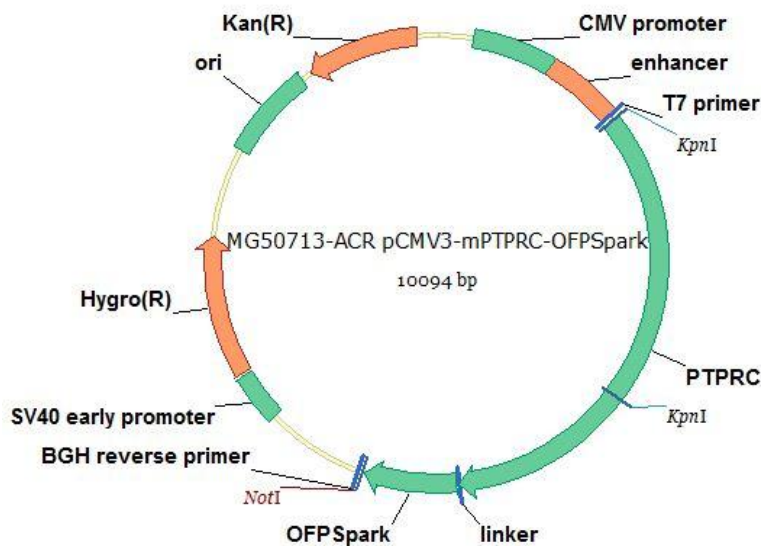 Kan(R)
CMV promoter
ori
enhancer
T7 primer
KpnI
MG50713-ACR pCMV3-mPTPRC-OFPSpark
10094 bp
Hygro(R)
PTPRC
KpnI
SV40 early promoter
BGH reverse primer
NotI
OFPSpark
linker